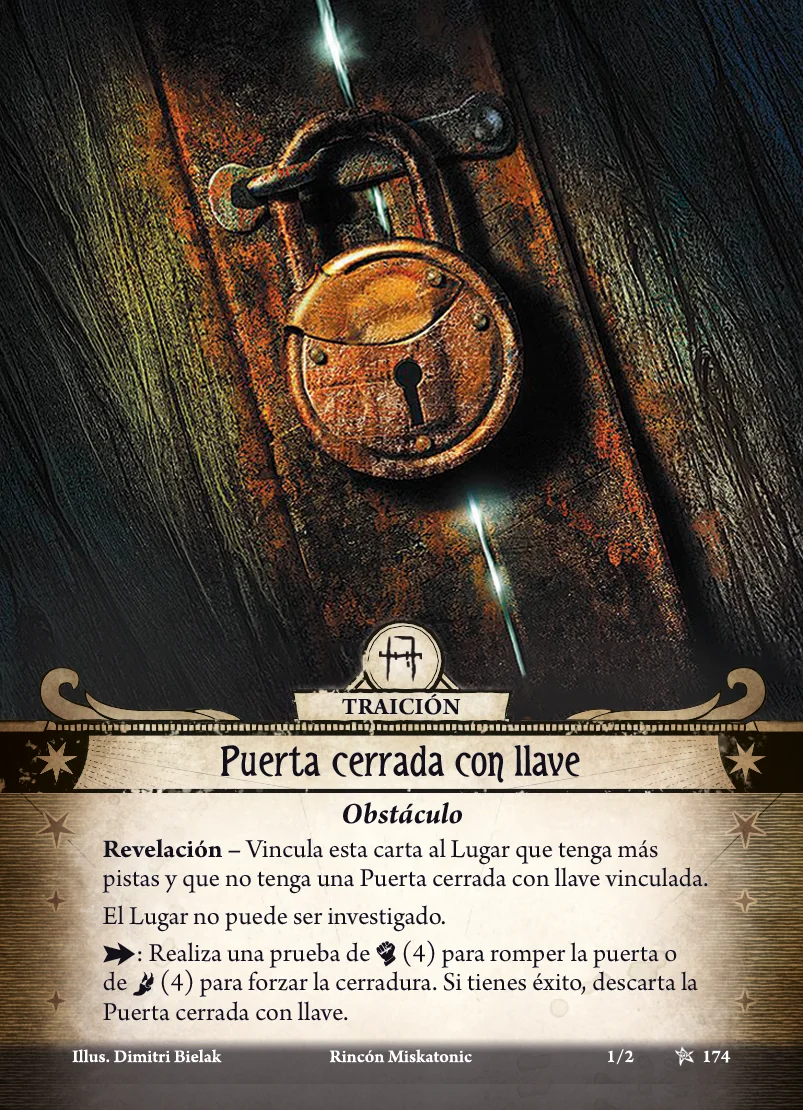 TRAICIÓN
Puerta cerrada con llave
Obstáculo
Revelación – Vincula esta carta al Lugar que tenga más
pistas y que no tenga una Puerta cerrada con llave vinculada.
El Lugar no puede ser investigado.
: Realiza una prueba de (4) para romper la puerta o
de (4) para forzar la cerradura. Si tienes éxito, descarta la
Puerta cerrada con llave.
Illus. Dimitri Bielak Rincón Miskatonic 1/2 174